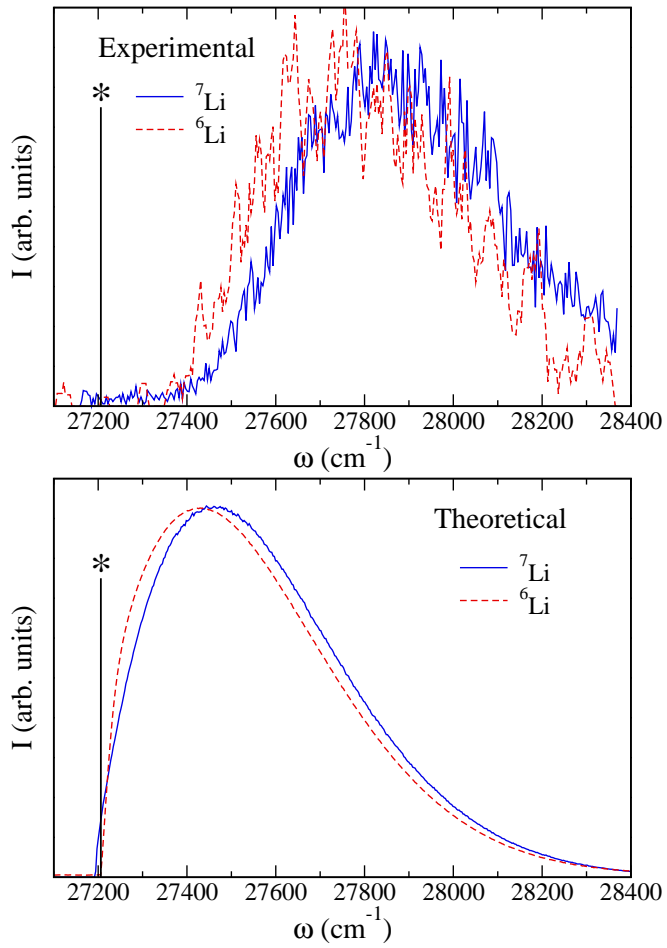 Experimental
*
⁷Li
⁶Li
I (arb. units)
27200 27400 27600 27800 28000 28200 28400
ω (cm⁻¹)
Theoretical
*
⁷Li
⁶Li
I (arb. units)
27200 27400 27600 27800 28000 28200 28400
ω (cm⁻¹)